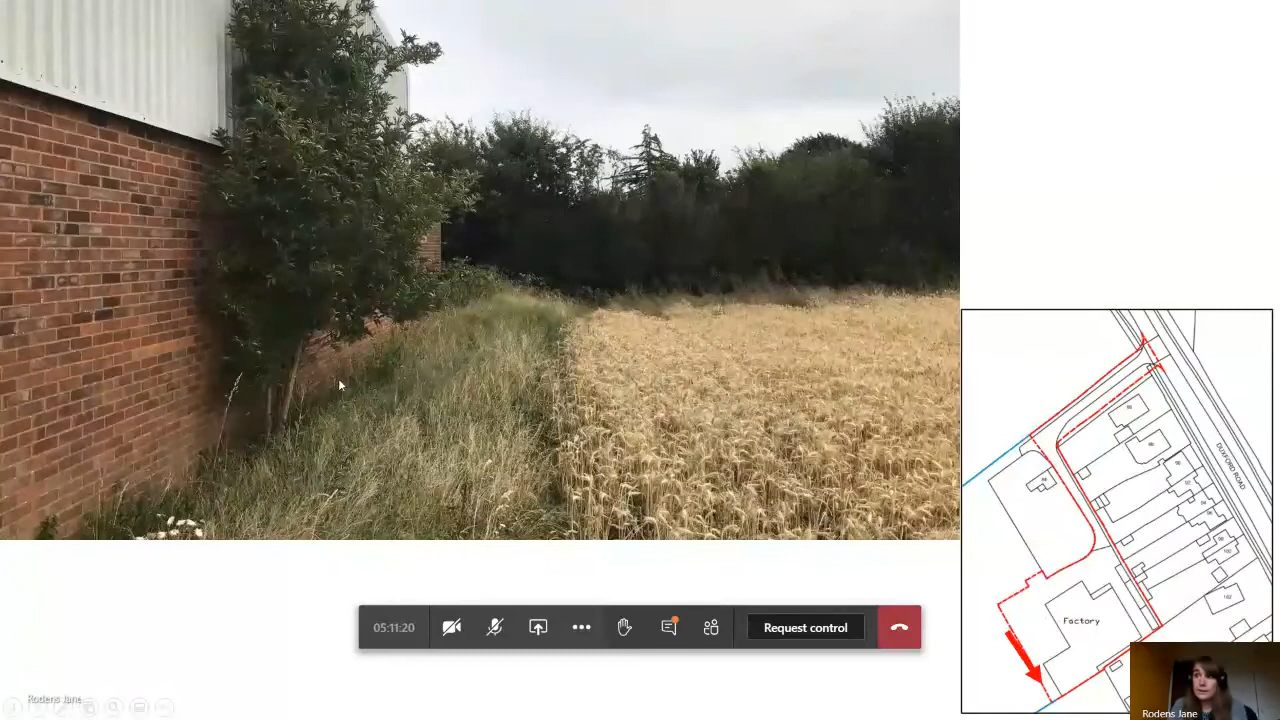 DUXFORD ROAD
Factory
05:11:20
Request control
Rodens Jane
Rodens Jane